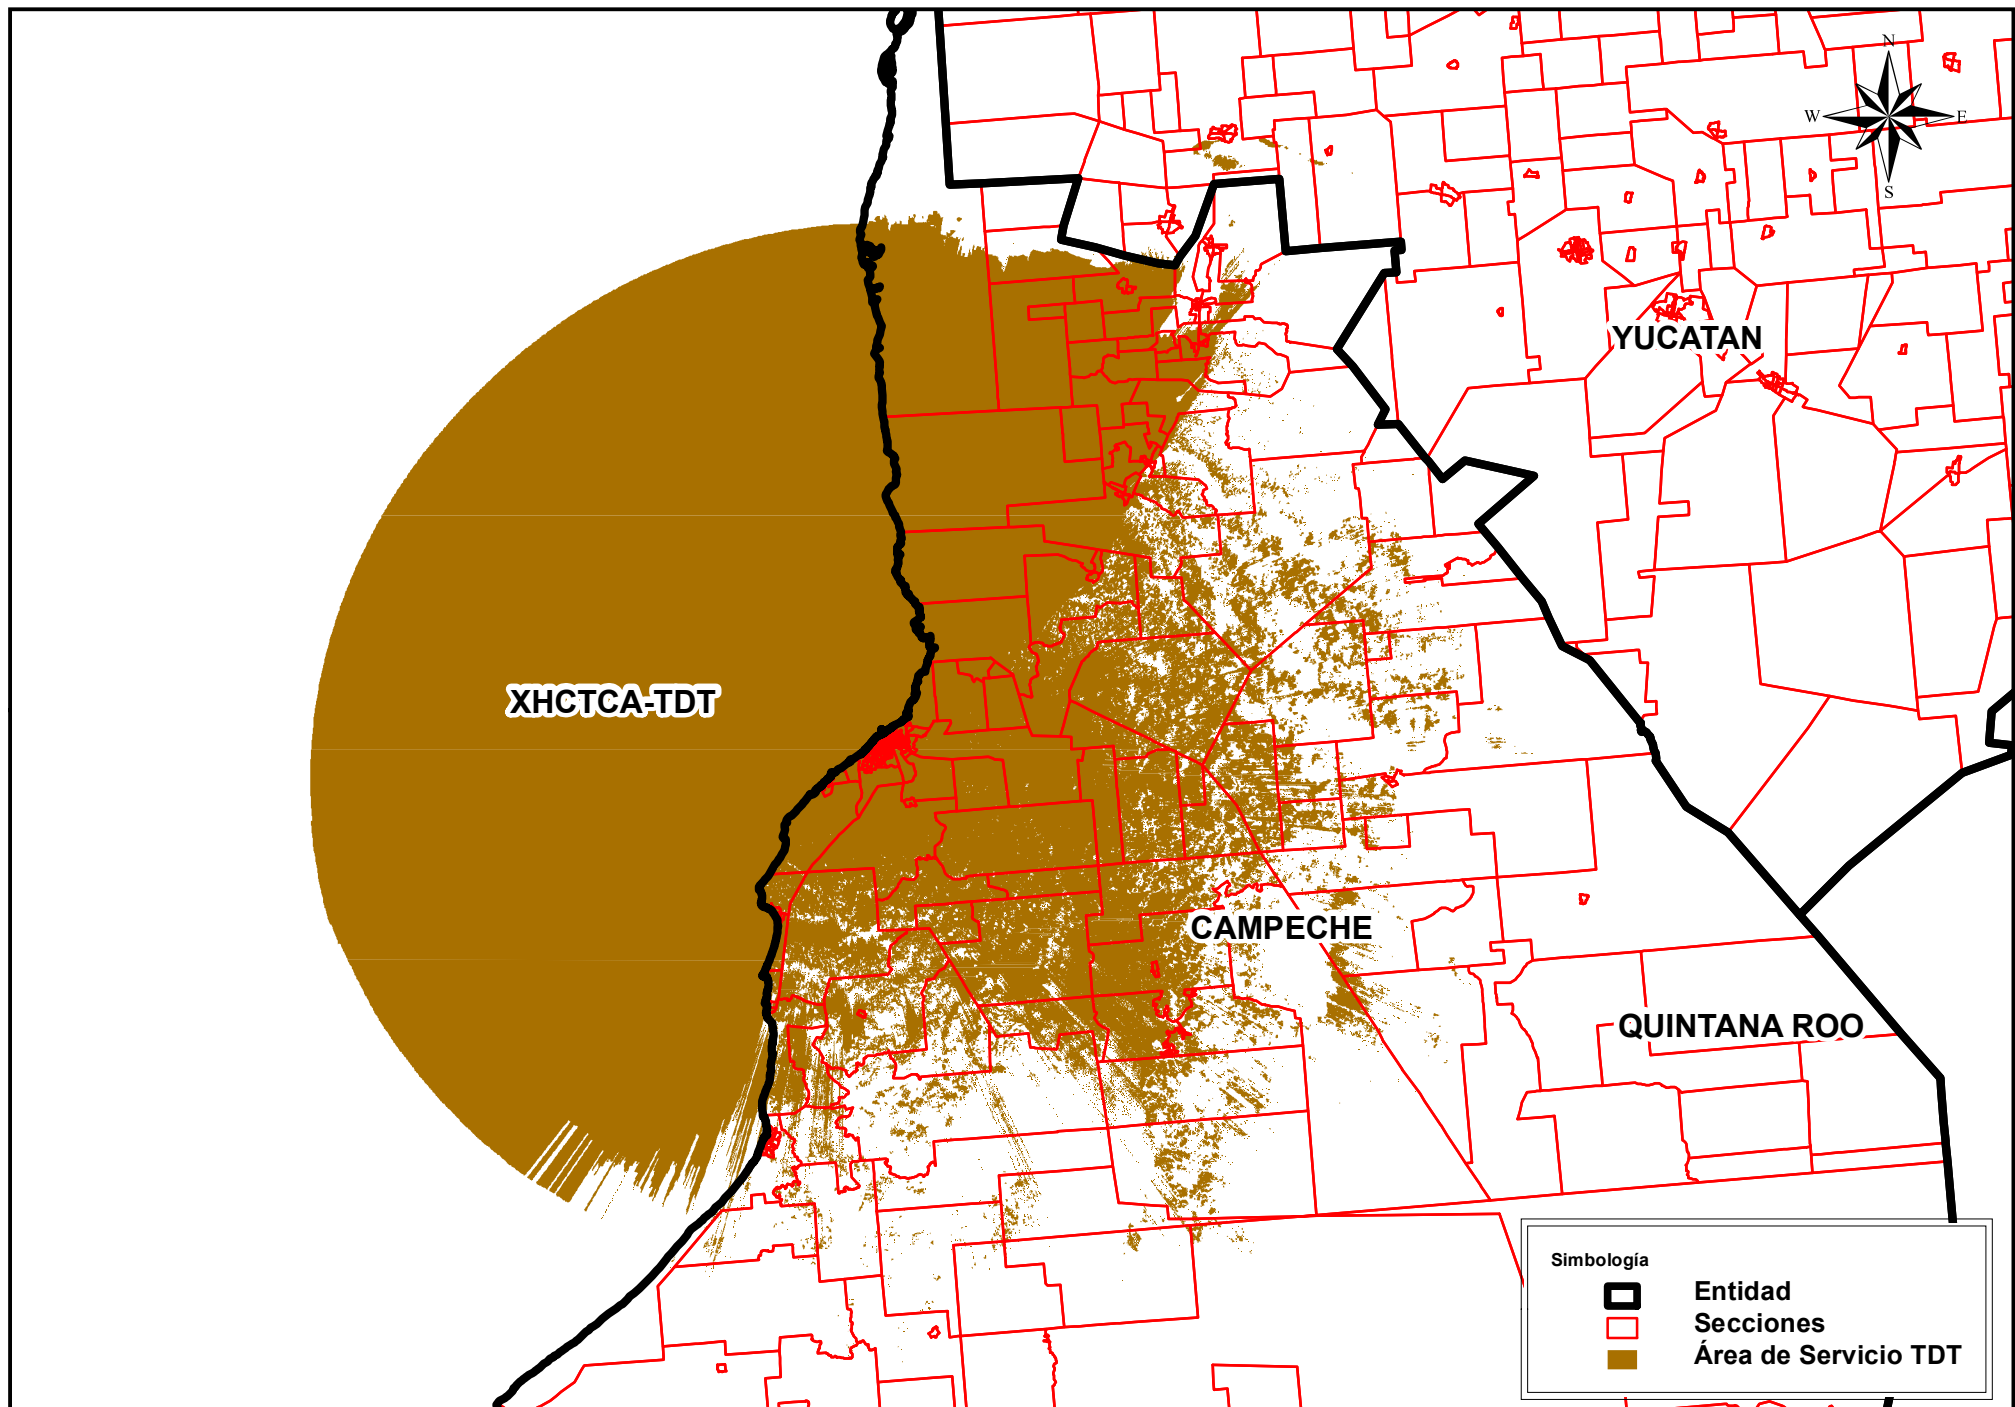 N
W E
S
YUCATAN
XHCTCA-TDT
CAMPECHE
QUINTANA ROO
Simbología
Entidad
Secciones
Área de Servicio TDT